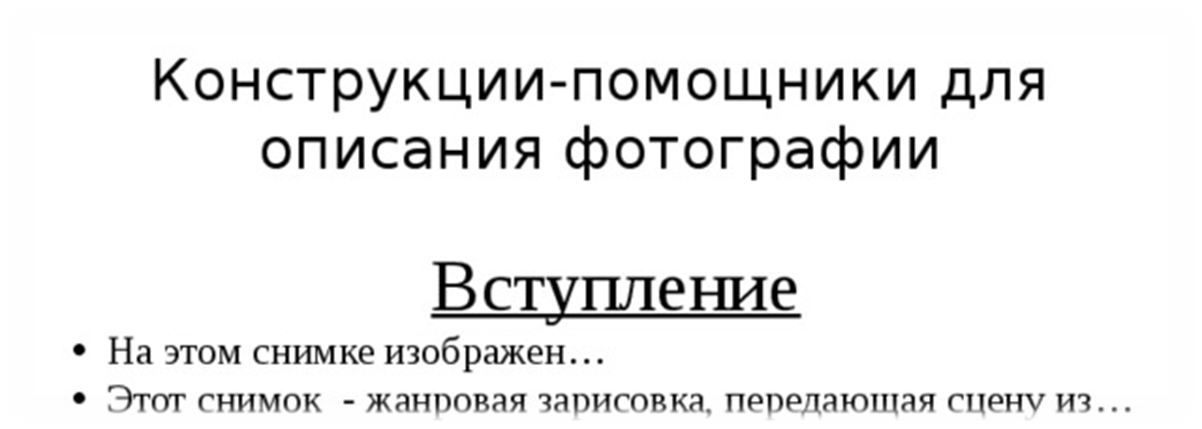 Конструкции-помощники для
описания фотографии
Вступление
• На этом снимке изображен…
• Этот снимок  - жанровая зарисовка, передающая сцену из…